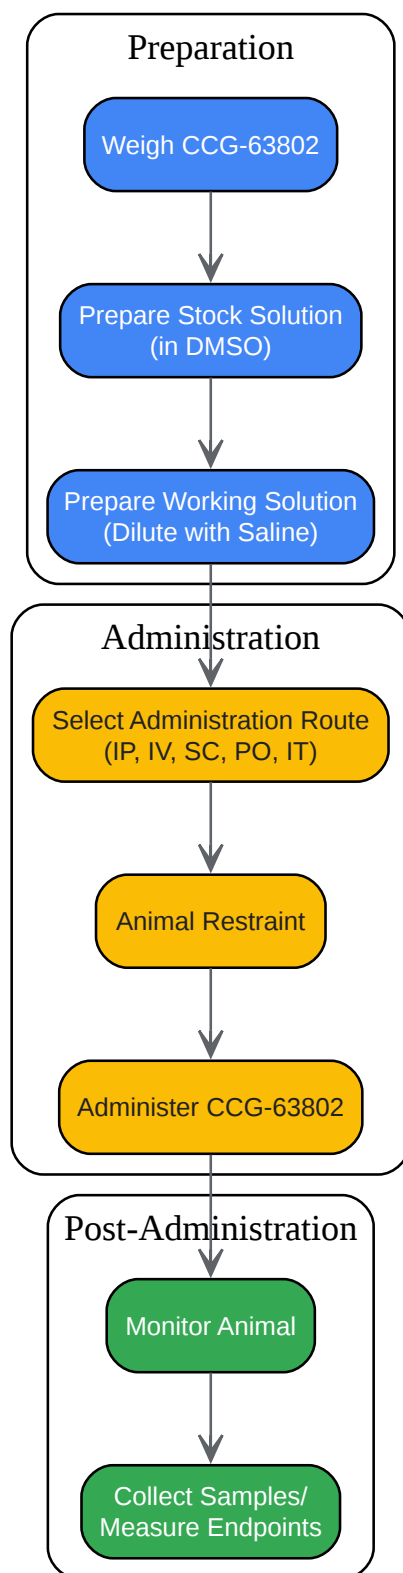 Preparation
Weigh CCG-63802
Prepare Stock Solution
(in DMSO)
Prepare Working Solution
(Dilute with Saline)
Administration
Select Administration Route
(IP, IV, SC, PO, IT)
Animal Restraint
Administer CCG-63802
Post-Administration
Monitor Animal
Collect Samples/
Measure Endpoints